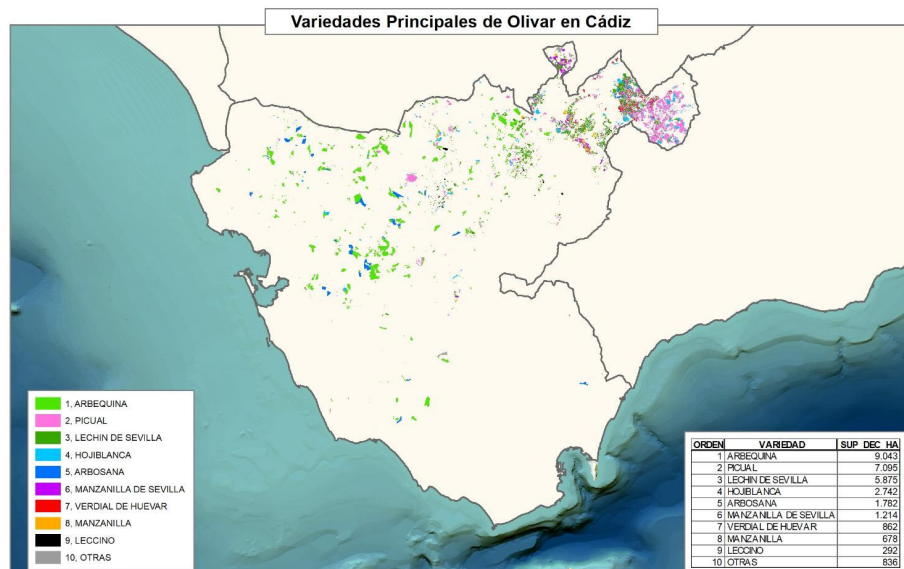 Variedades Principales de Olivar en Cádiz
1, ARBEQUINA
2, PICUAL
3, LECHIN DE SEVILLA
4, HOJIBLANCA
5, ARBOSANA
6, MANZANILLA DE SEVILLA
7, VERDIAL DE HUEVAR
8, MANZANILLA
9, LECCINO
10, OTRAS
ORDEN VARIEDAD SUP DEC HA
1 ARBEQUINA 9.043
2 PICUAL 7.095
3 LECHIN DE SEVILLA 5.875
4 HOJIBLANCA 2.742
5 ARBOSANA 1.782
6 MANZANILLA DE SEVILLA 1.214
7 VERDIAL DE HUEVAR 862
8 MANZANILLA 678
9 LECCINO 292
10 OTRAS 836